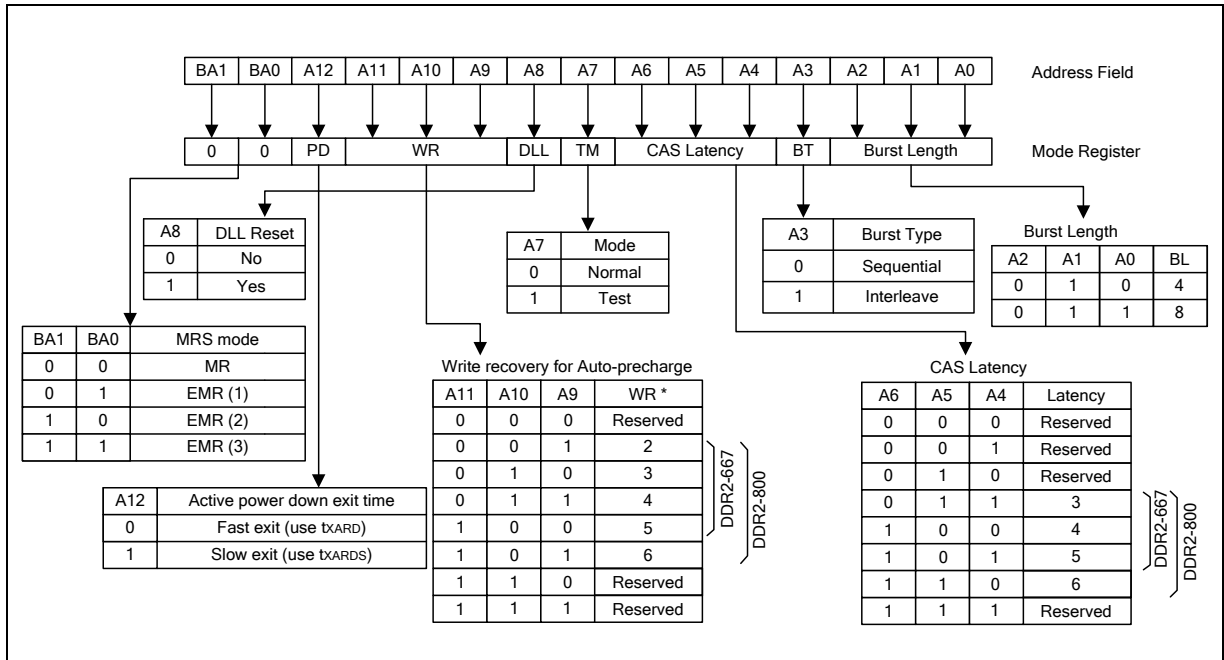 BA1 BA0 A12 A11 A10 A9 A8 A7 A6 A5 A4 A3 A2 A1 A0 Address Field
0 0 PD WR DLL TM CAS Latency BT Burst Length Mode Register
A8 DLL Reset
0 No
1 Yes
A7 Mode
0 Normal
1 Test
A3 Burst Type
0 Sequential
1 Interleave
Burst Length
A2 A1 A0 BL
0 1 0 4
0 1 1 8
BA1 BA0 MRS mode
0 0 MR
0 1 EMR (1)
1 0 EMR (2)
1 1 EMR (3)
A12 Active power down exit time
0 Fast exit (use tXARD)
1 Slow exit (use tXARDS)
Write recovery for Auto-precharge
A11 A10 A9 WR *
0 0 0 Reserved
0 0 1 2
0 1 0 3
0 1 1 4
1 0 0 5
1 0 1 6
1 1 0 Reserved
1 1 1 Reserved
DDR2-667
DDR2-800
CAS Latency
A6 A5 A4 Latency
0 0 0 Reserved
0 0 1 Reserved
0 1 0 Reserved
0 1 1 3
1 0 0 4
1 0 1 5
1 1 0 6
1 1 1 Reserved
DDR2-667
DDR2-800